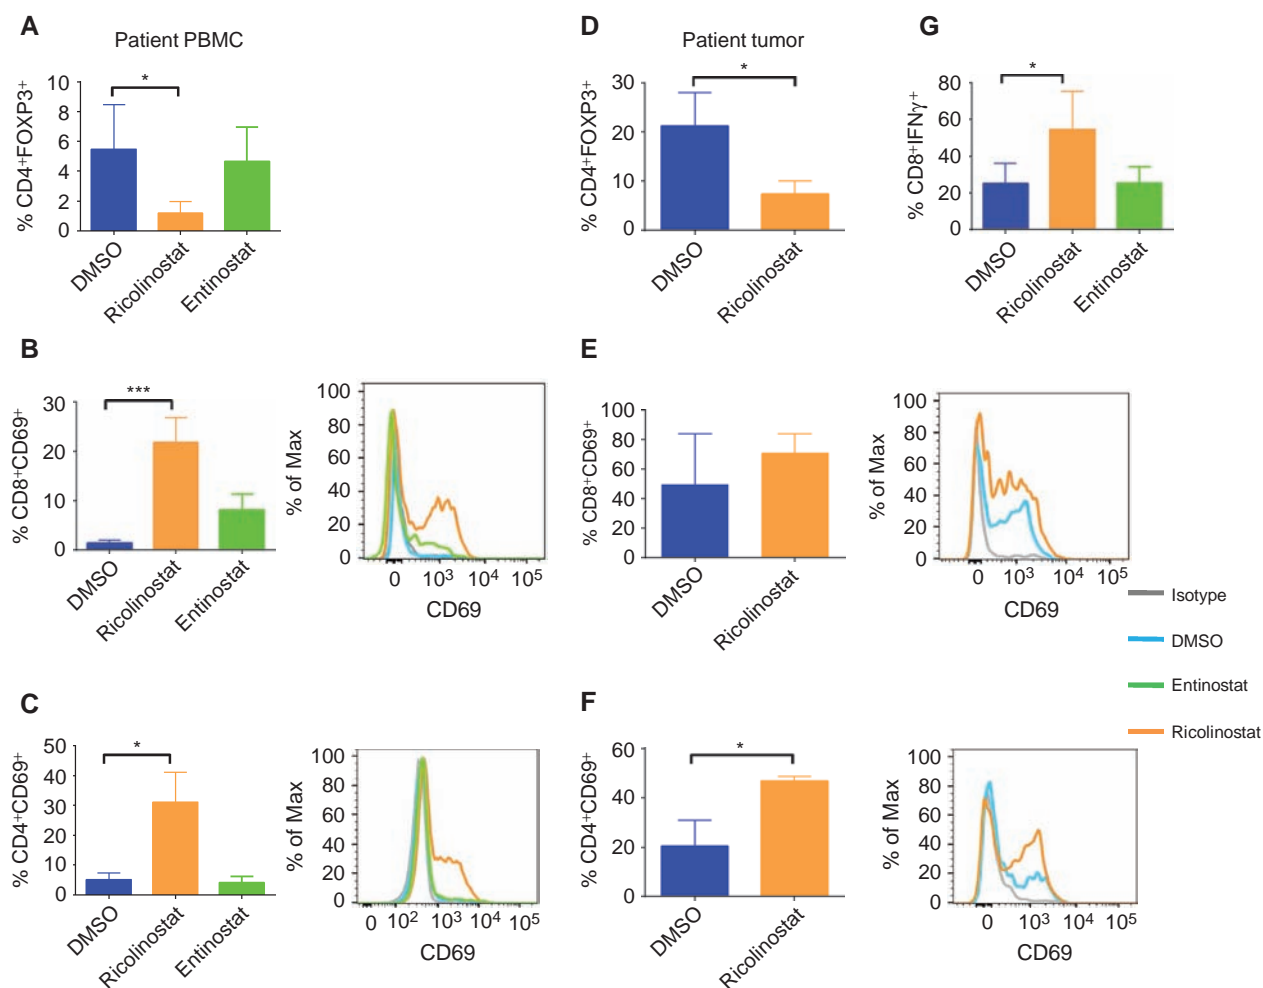 A
Patient PBMC
% CD4+FOXP3+
10
8
6
4
2
0
*
DMSO
Ricolinostat
Entinostat
D
Patient tumor
% CD4+FOXP3+
30
20
10
0
*
DMSO
Ricolinostat
G
% CD8+IFNγ+
80
60
40
20
0
*
DMSO
Ricolinostat
Entinostat
B
% CD8+CD69+
30
20
10
0
***
DMSO
Ricolinostat
Entinostat
% of Max
100
80
60
40
20
0
0 10³ 10⁴ 10⁵
CD69
E
% CD8+CD69+
100
80
60
40
20
0
DMSO
Ricolinostat
% of Max
100
80
60
40
20
0
0 10³ 10⁴ 10⁵
CD69
Isotype
DMSO
Entinostat
Ricolinostat
C
% CD4+CD69+
50
40
30
20
10
0
*
DMSO
Ricolinostat
Entinostat
% of Max
100
80
60
40
20
0
0 10² 10³ 10⁴ 10⁵
CD69
F
% CD4+CD69+
60
40
20
0
*
DMSO
Ricolinostat
% of Max
100
80
60
40
20
0
0 10³ 10⁴ 10⁵
CD69